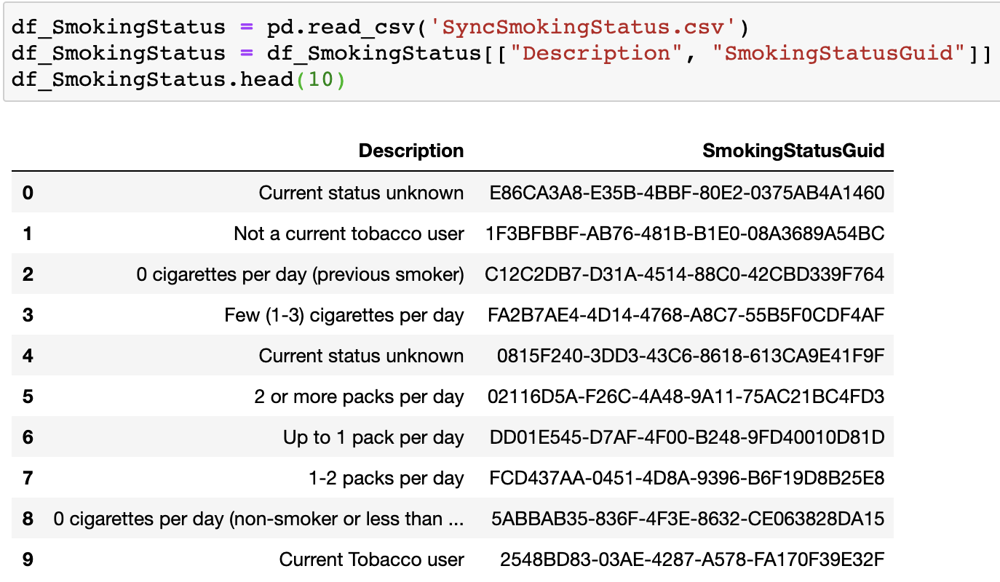 df_SmokingStatus = pd.read_csv('SyncSmokingStatus.csv')
df_SmokingStatus = df_SmokingStatus[["Description", "SmokingStatusGuid"]]
df_SmokingStatus.head(10)
Description SmokingStatusGuid
0 Current status unknown E86CA3A8-E35B-4BBF-80E2-0375AB4A1460
1 Not a current tobacco user 1F3BFBBF-AB76-481B-B1E0-08A3689A54BC
2 0 cigarettes per day (previous smoker) C12C2DB7-D31A-4514-88C0-42CBD339F764
3 Few (1-3) cigarettes per day FA2B7AE4-4D14-4768-A8C7-55B5F0CDF4AF
4 Current status unknown 0815F240-3DD3-43C6-8618-613CA9E41F9F
5 2 or more packs per day 02116D5A-F26C-4A48-9A11-75AC21BC4FD3
6 Up to 1 pack per day DD01E545-D7AF-4F00-B248-9FD40010D81D
7 1-2 packs per day FCD437AA-0451-4D8A-9396-B6F19D8B25E8
8 0 cigarettes per day (non-smoker or less than ... 5ABBAB35-836F-4F3E-8632-CE063828DA15
9 Current Tobacco user 2548BD83-03AE-4287-A578-FA170F39E32F